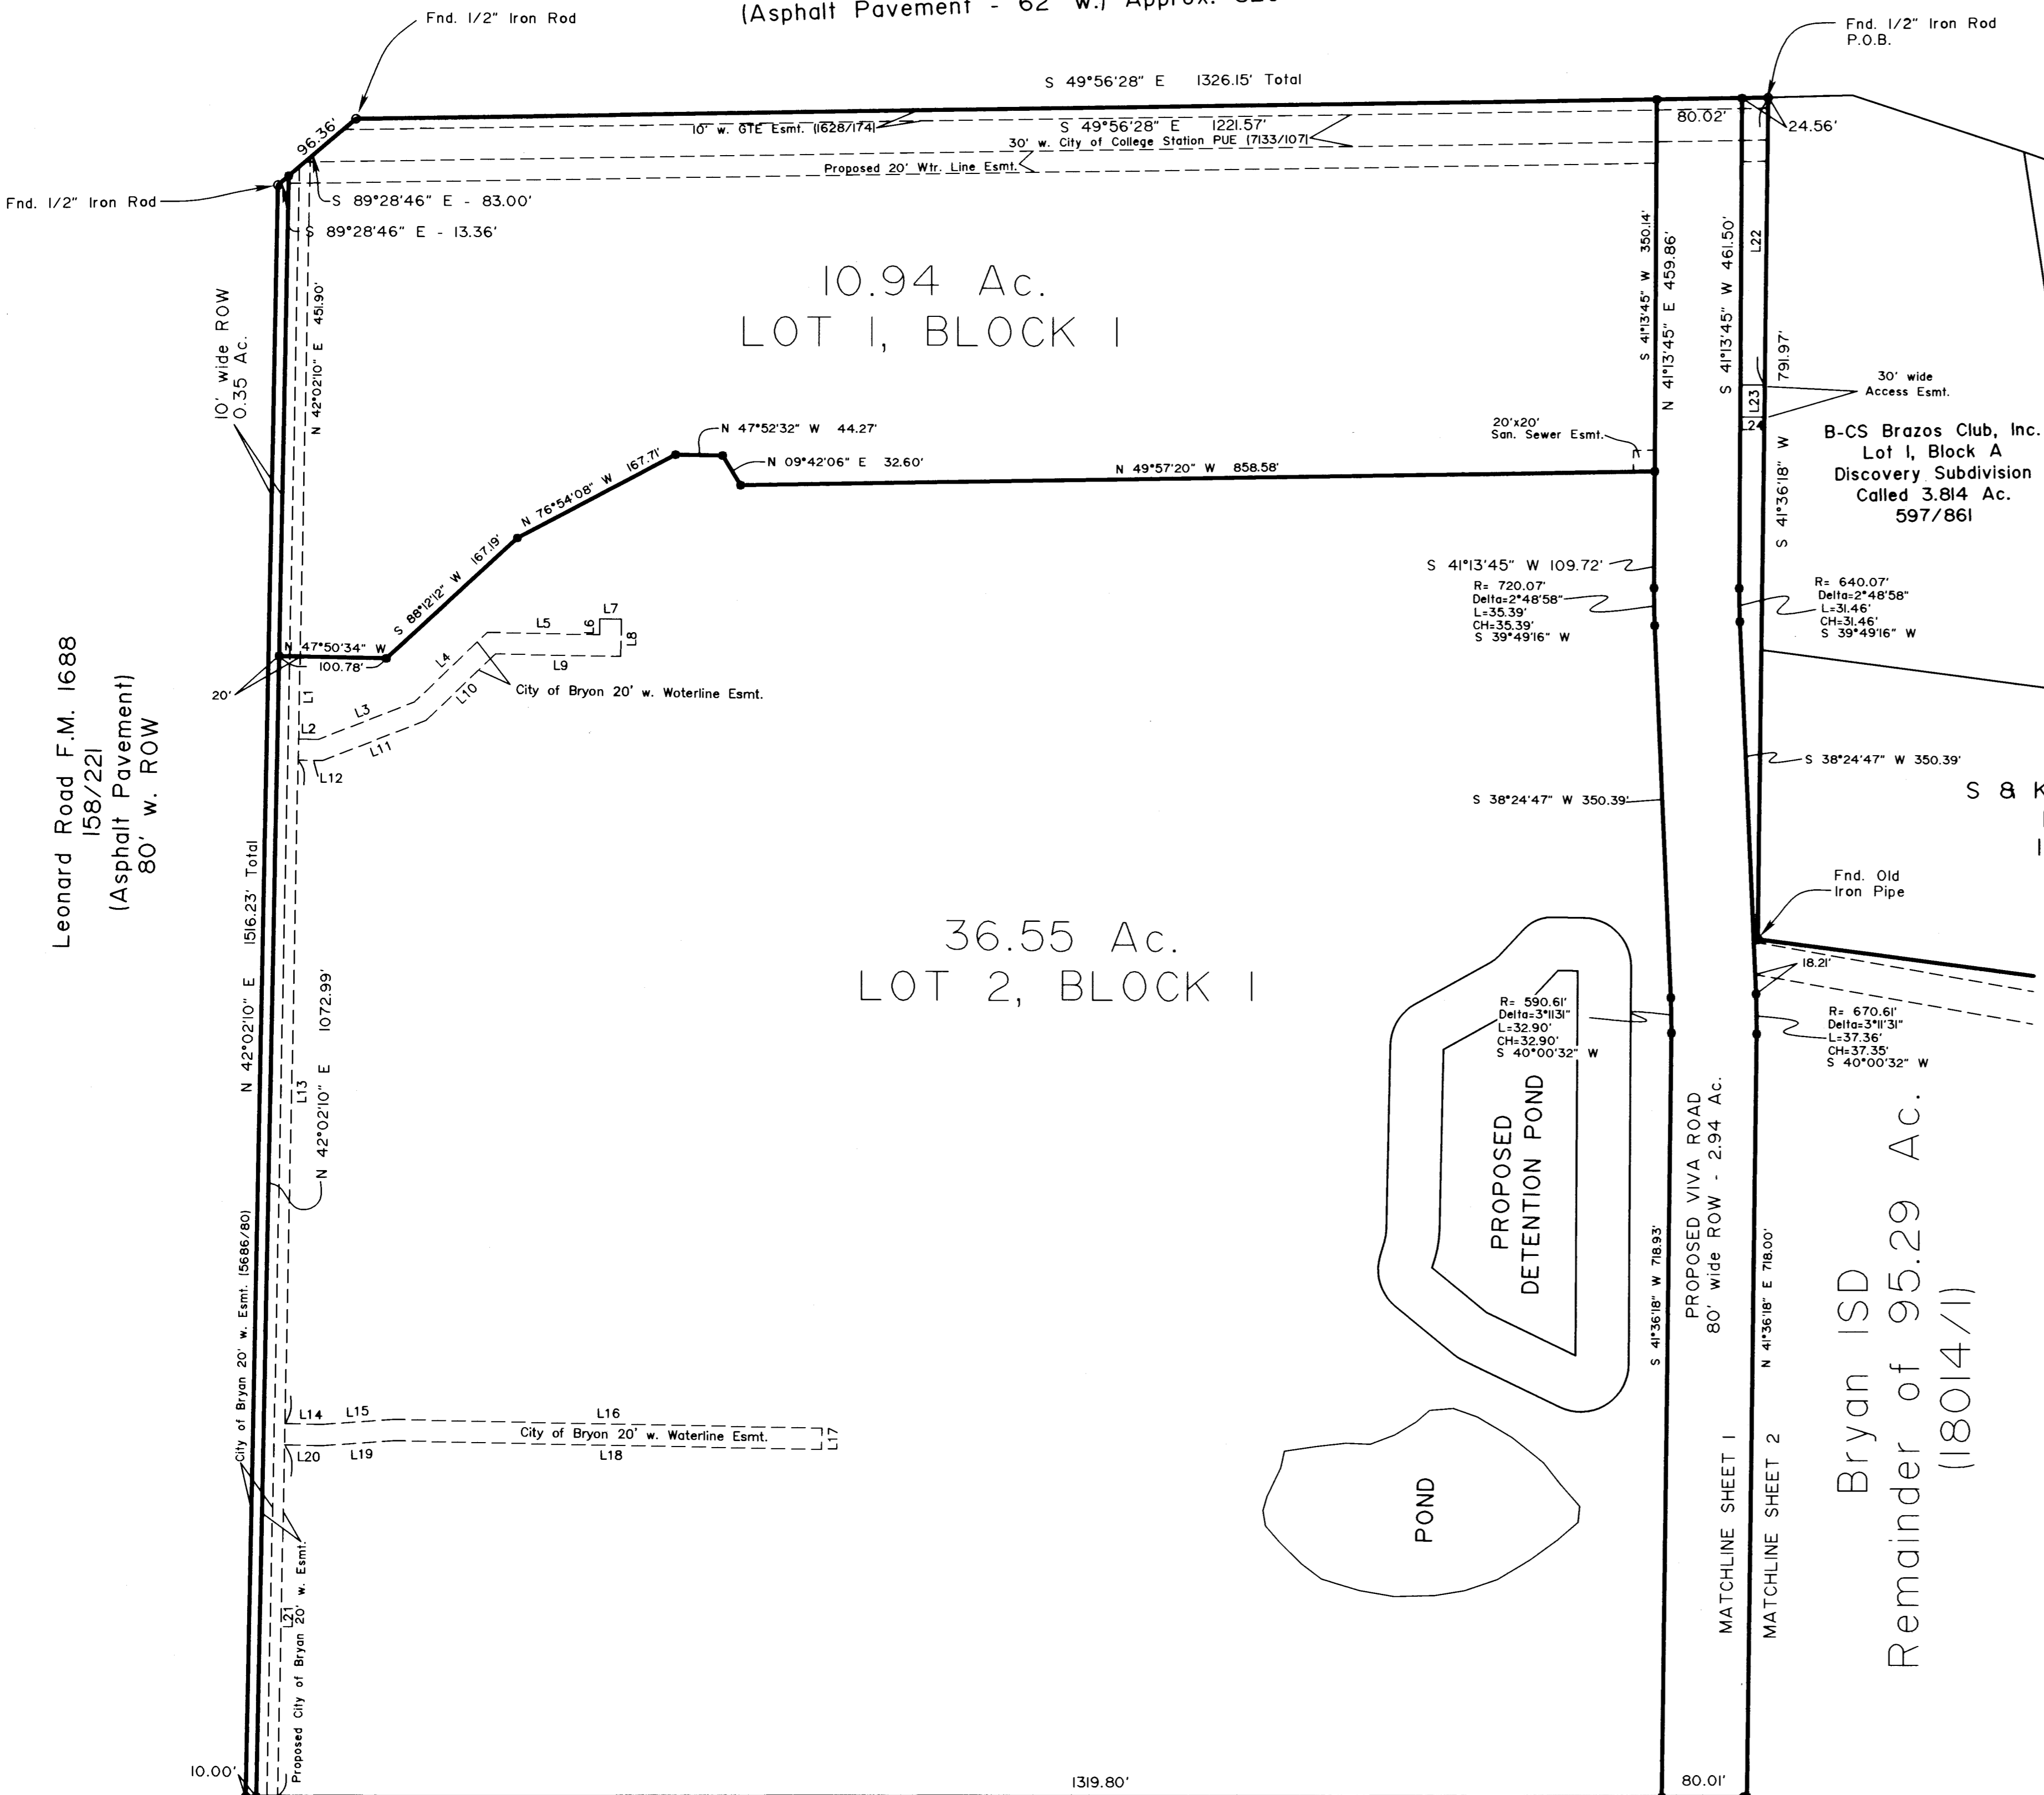 (Asphalt Pavement - 62' w.) Approx.
Fnd. 1/2" Iron Rod
Fnd. 1/2" Iron Rod
P.O.B.
S 49°56'28" E 1326.15' Total
96.36'
10' w. GTE Esmt. (1628/174)
S 49°56'28" E 1221.57'
80.02'
24.56'
30' w. City of College Station PUE (7133/107)
Proposed 20' Wtr. Line Esmt.
Fnd. 1/2" Iron Rod
S 89°28'46" E - 83.00'
S 89°28'46" E - 13.36'
10.94 Ac.
LOT 1, BLOCK 1
10' wide ROW
0.35 Ac.
N 42°02'10" E 451.90'
S 41°13'45" W 350.14'
N 41°13'45" E 459.86'
S 41°13'45" W 461.50'
L22
L23
L24
791.97'
S 41°36'18" W
30' wide
Access Esmt.
B-CS Brazos Club, Inc.
Lot 1, Block A
Discovery Subdivision
Called 3.814 Ac.
597/861
N 47°52'32" W 44.27'
N 09°42'06" E 32.60'
20'x20'
San. Sewer Esmt.
N 49°57'20" W 858.58'
N 76°54'08" W 167.71'
S 88°12'12" W 167.19'
N 47°50'34" W
100.78'
20'
S 41°13'45" W 109.72'
R= 720.07'
Delta=2°48'58"
L=35.39'
CH=35.39'
S 39°49'16" W
R= 640.07'
Delta=2°48'58"
L=31.46'
CH=31.46'
S 39°49'16" W
L1
L2
L3
L4
L5
L6
L7
L8
L9
L10
L11
L12
City of Bryon 20' w. Woterline Esmt.
Leonard Road F.M. 1688
158/221
(Asphalt Pavement)
80' w. ROW
S 38°24'47" W 350.39'
S 38°24'47" W 350.39'
S & K
Fnd. Old
Iron Pipe
18.21'
N 42°02'10" E 1516.23' Total
N 42°02'10" E 1072.99'
L13
36.55 Ac.
LOT 2, BLOCK 1
R= 590.61'
Delta=3°11'31"
L=32.90'
CH=32.90'
S 40°00'32" W
R= 670.61'
Delta=3°11'31"
L=37.36'
CH=37.35'
S 40°00'32" W
PROPOSED
DETENTION POND
PROPOSED VIVA ROAD
80' wide ROW - 2.94 Ac.
S 41°36'18" W 718.93'
N 41°36'18" E 718.00'
Bryan ISD
Remainder of 95.29 Ac.
(18014/1)
City of Bryan 20' w. Esmt. (5686/80)
L14
L15
L16
L17
L18
L19
L20
City of Bryon 20' w. Waterline Esmt.
POND
MATCHLINE SHEET 1
MATCHLINE SHEET 2
L21
Proposed City of Bryan 20' w. Esmt.
10.00'
1319.80'
80.01'